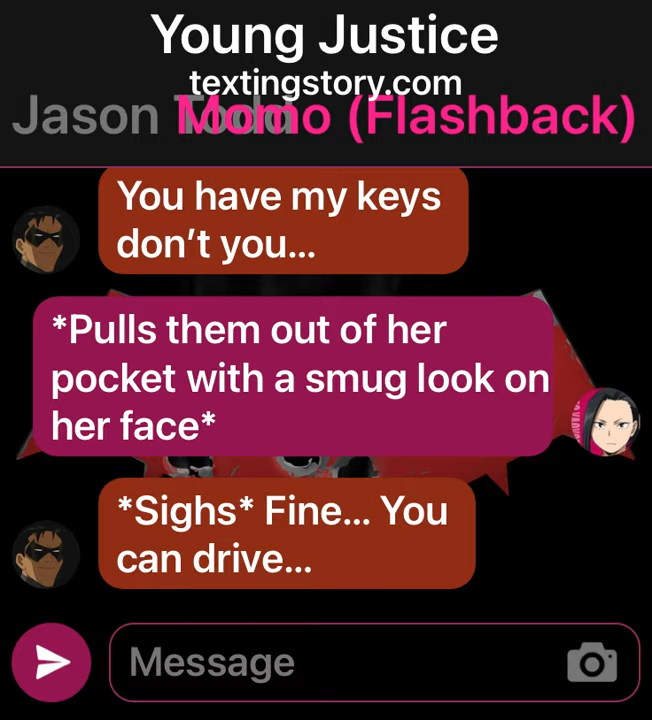 Young Justice
textingstory.com
Jason Todd Momo (Flashback)
You have my keys
don’t you...
*Pulls them out of her
pocket with a smug look on
her face*
*Sighs* Fine... You
can drive...
Message